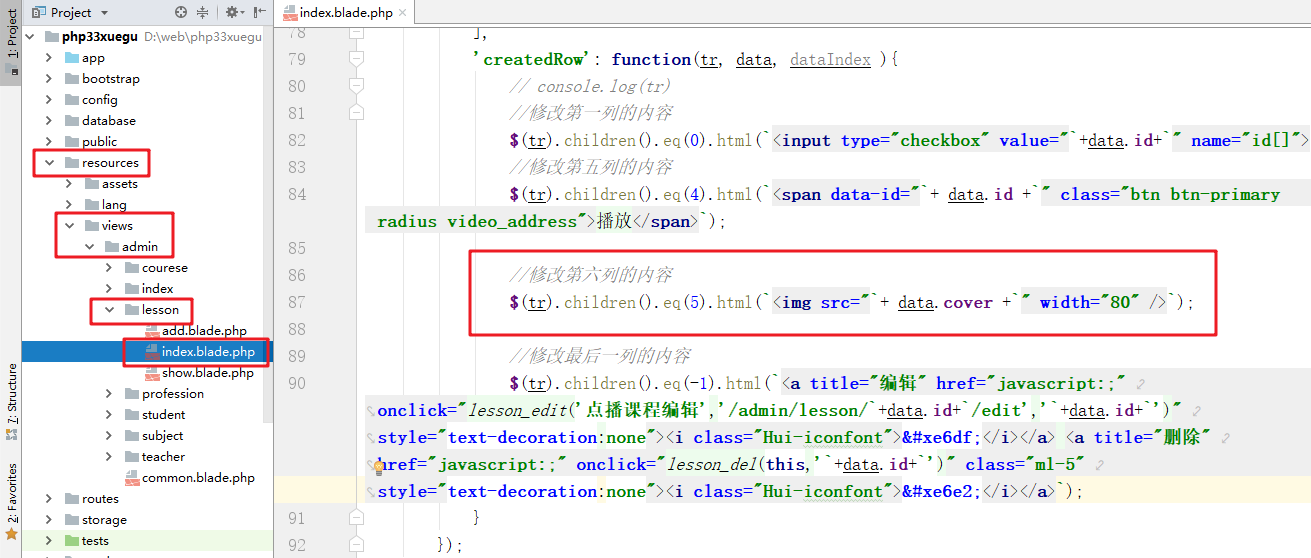 1: Project
7: Structure
2: Favorites
Project
php33xuegu D:\web\php33xuegu
app
bootstrap
config
database
public
resources
assets
lang
views
admin
courese
index
lesson
add.blade.php
index.blade.php
show.blade.php
profession
student
subject
teacher
common.blade.php
routes
storage
tests
index.blade.php
78 ],
79 'createdRow': function(tr, data, dataIndex ){
80 // console.log(tr)
81 //修改第一列的内容
82 $(tr).children().eq(0).html(`<input type="checkbox" value="`+data.id+`" name="id[]">
83 //修改第五列的内容
84 $(tr).children().eq(4).html(`<span data-id="`+ data.id +`" class="btn btn-primary
radius video_address">播放</span>`);
85
86 //修改第六列的内容
87 $(tr).children().eq(5).html(`<img src="`+ data.cover +`" width="80" />`);
88
89 //修改最后一列的内容
90 $(tr).children().eq(-1).html(`<a title="编辑" href="javascript:;"
onclick="lesson_edit('点播课程编辑','/admin/lesson/`+data.id+`/edit','`+data.id+`')"
style="text-decoration:none"><i class="Hui-iconfont">&#xe6df;</i></a> <a title="删除"
href="javascript:;" onclick="lesson_del(this,'`+data.id+`')" class="ml-5"
style="text-decoration:none"><i class="Hui-iconfont">&#xe6e2;</i></a>`);
91 }
92 });